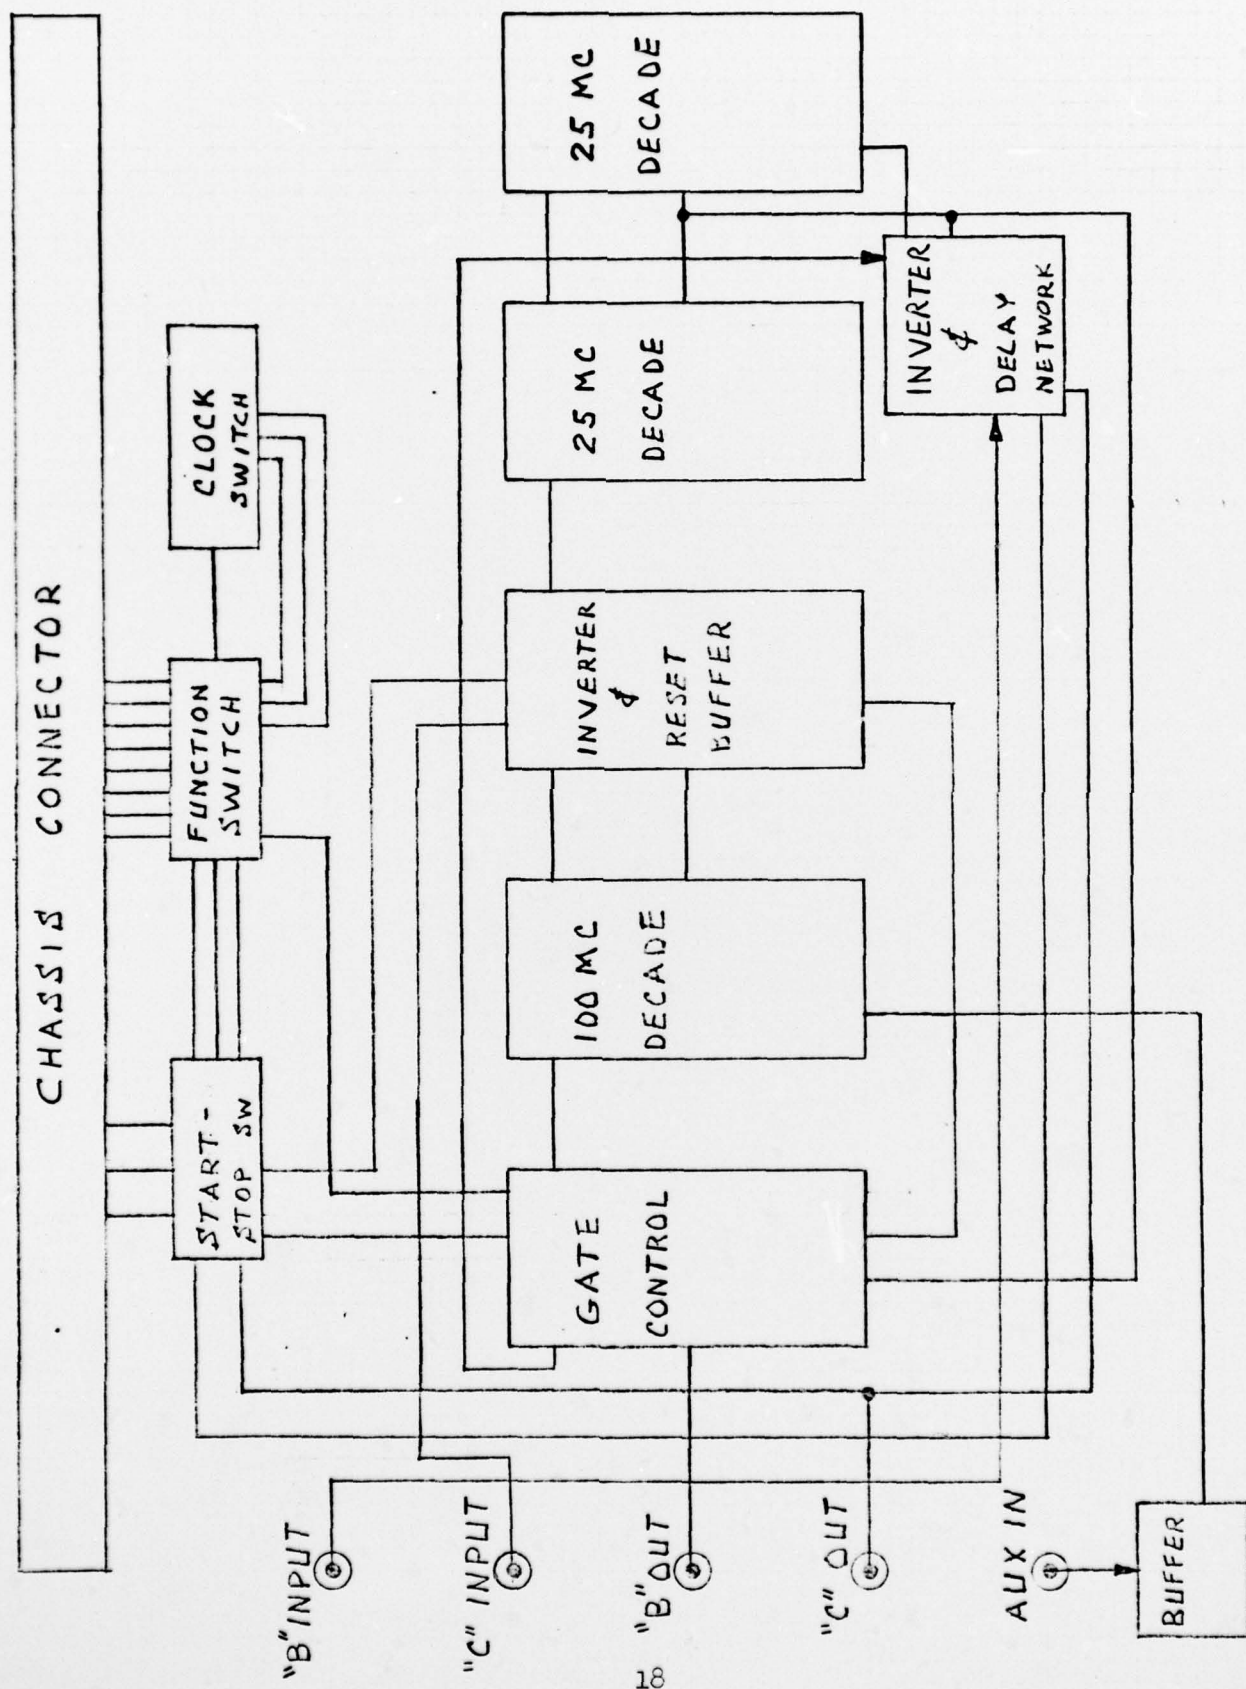 CHASSIS CONNECTOR
START-
STOP SW
FUNCTION
SWITCH
CLOCK
SWITCH
"B" INPUT
"C" INPUT
"B" OUT
"C" OUT
AUX IN
GATE
CONTROL
100 MC
DECADE
INVERTER
&
RESET
BUFFER
25 MC
DECADE
25 MC
DECADE
INVERTER
&
DELAY
NETWORK
BUFFER
18